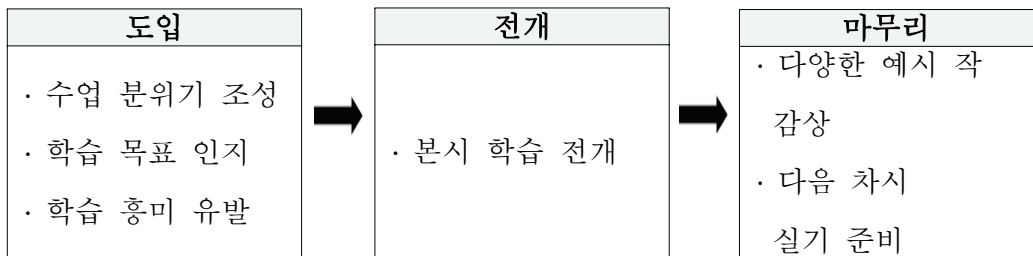 도입
· 수업 분위기 조성
· 학습 목표 인지
· 학습 흥미 유발
전개
· 본시 학습 전개
마무리
· 다양한 예시 작
감상
· 다음 차시
실기 준비